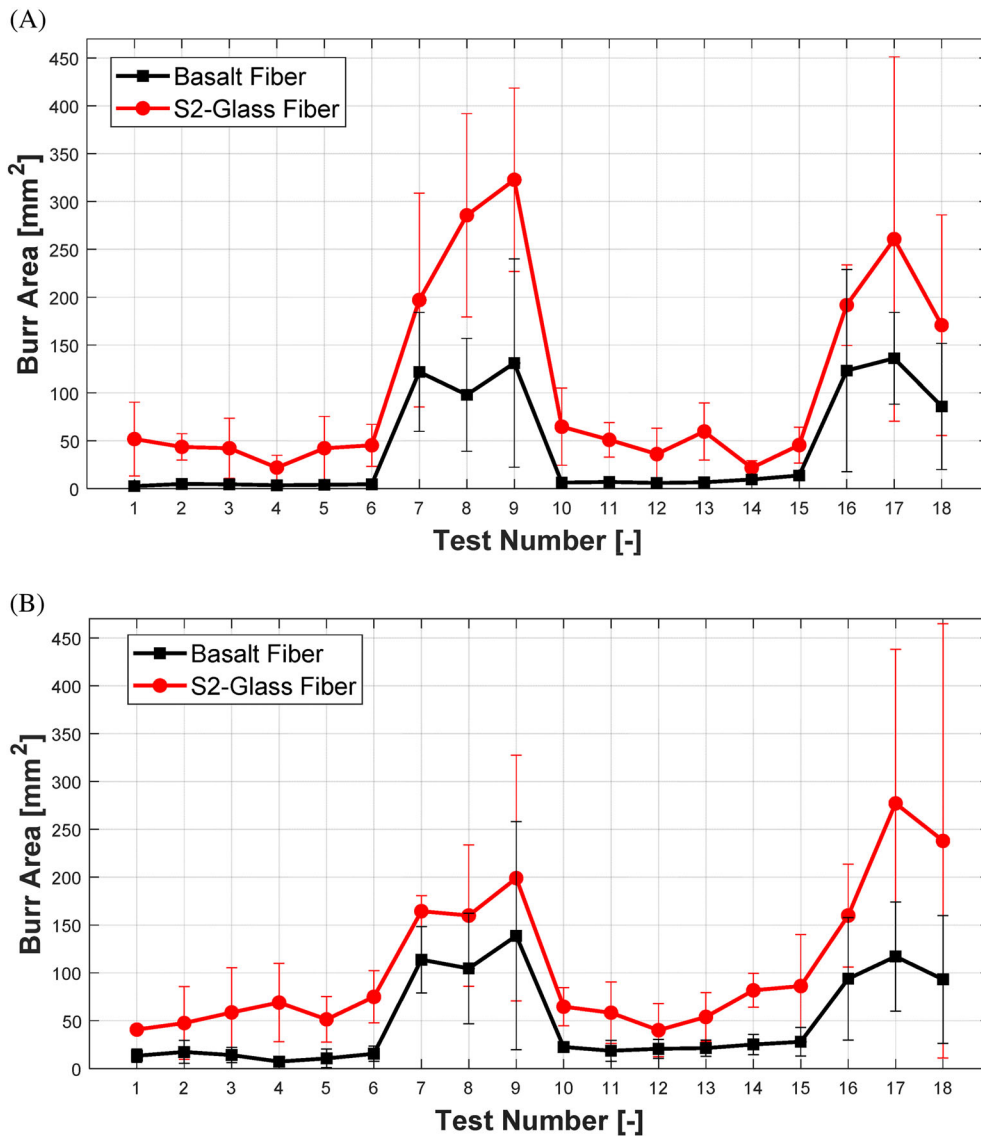 (A)
Basalt Fiber
S2-Glass Fiber
450
400
350
300
250
200
150
100
50
0
Burr Area [mm²]
1 2 3 4 5 6 7 8 9 10 11 12 13 14 15 16 17 18
Test Number [-]
(B)
Basalt Fiber
S2-Glass Fiber
450
400
350
300
250
200
150
100
50
0
Burr Area [mm²]
1 2 3 4 5 6 7 8 9 10 11 12 13 14 15 16 17 18
Test Number [-]